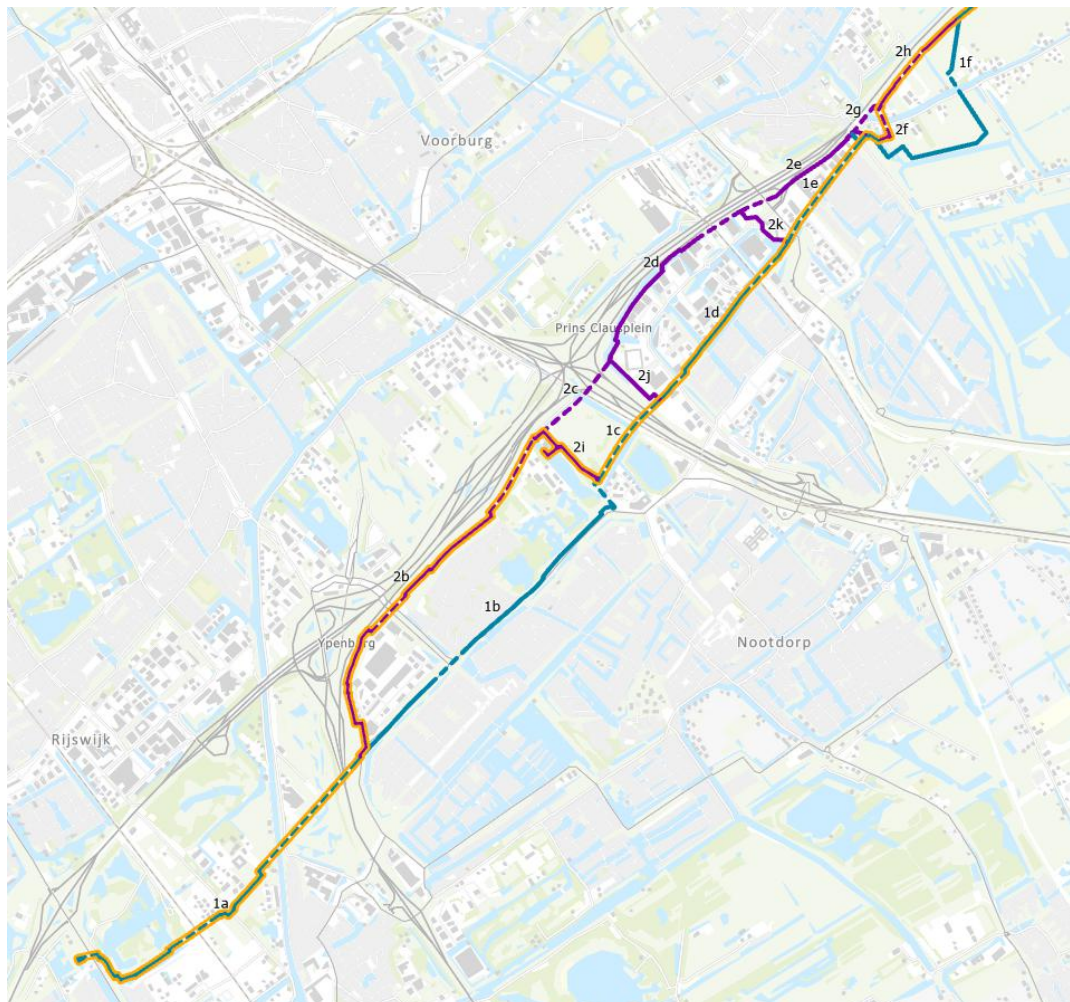 2h
1f
2g
2f
Voorburg
2e
1e
2k
2d
1d
Prins Clausplein
2j
2c
1c
2i
2b
1b
Ypenburg
Nootdorp
Rijswijk
1a